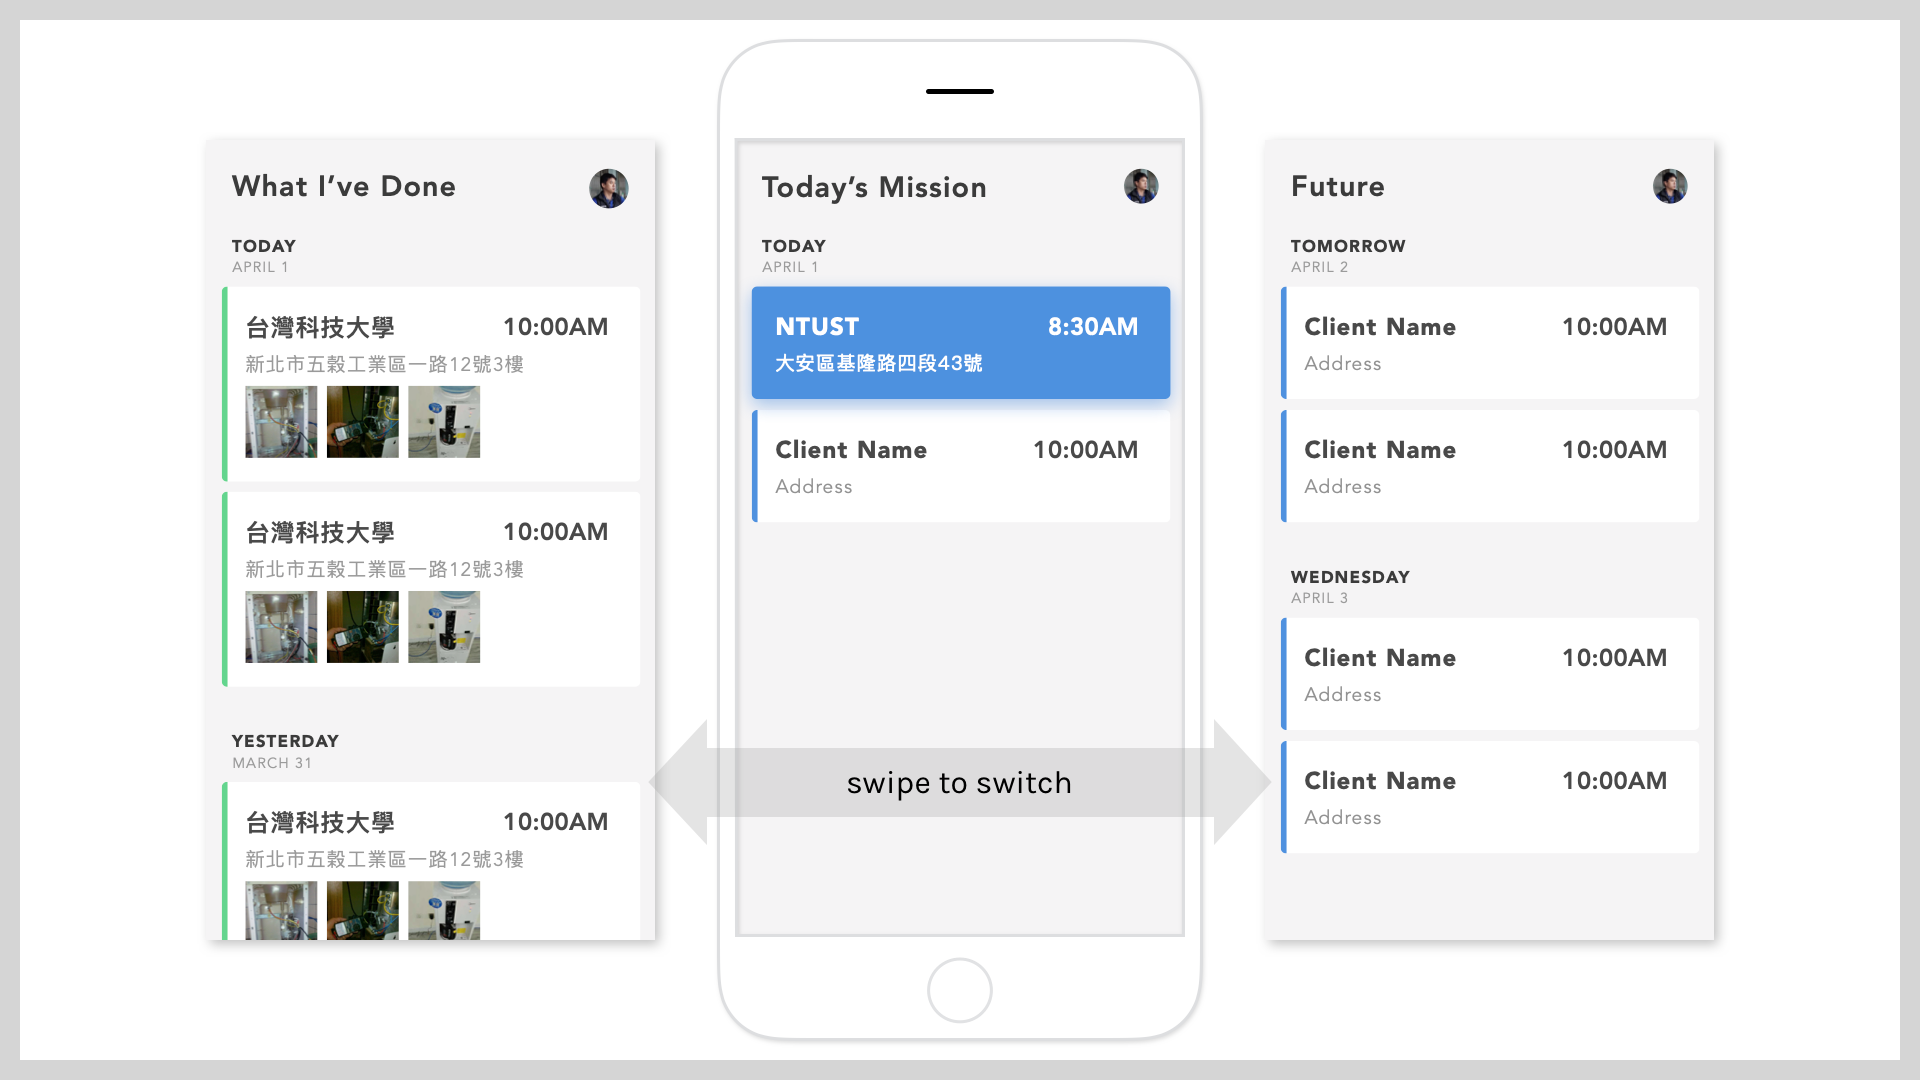 What I've Done
TODAY
APRIL 1
台灣科技大學 10:00AM
新北市五穀工業區一路12號3樓
台灣科技大學 10:00AM
新北市五穀工業區一路12號3樓
YESTERDAY
MARCH 31
台灣科技大學 10:00AM
新北市五穀工業區一路12號3樓
Today’s Mission
TODAY
APRIL 1
NTUST 8:30AM
大安區基隆路四段43號
Client Name 10:00AM
Address
swipe to switch
Future
TOMORROW
APRIL 2
Client Name 10:00AM
Address
Client Name 10:00AM
Address
WEDNESDAY
APRIL 3
Client Name 10:00AM
Address
Client Name 10:00AM
Address